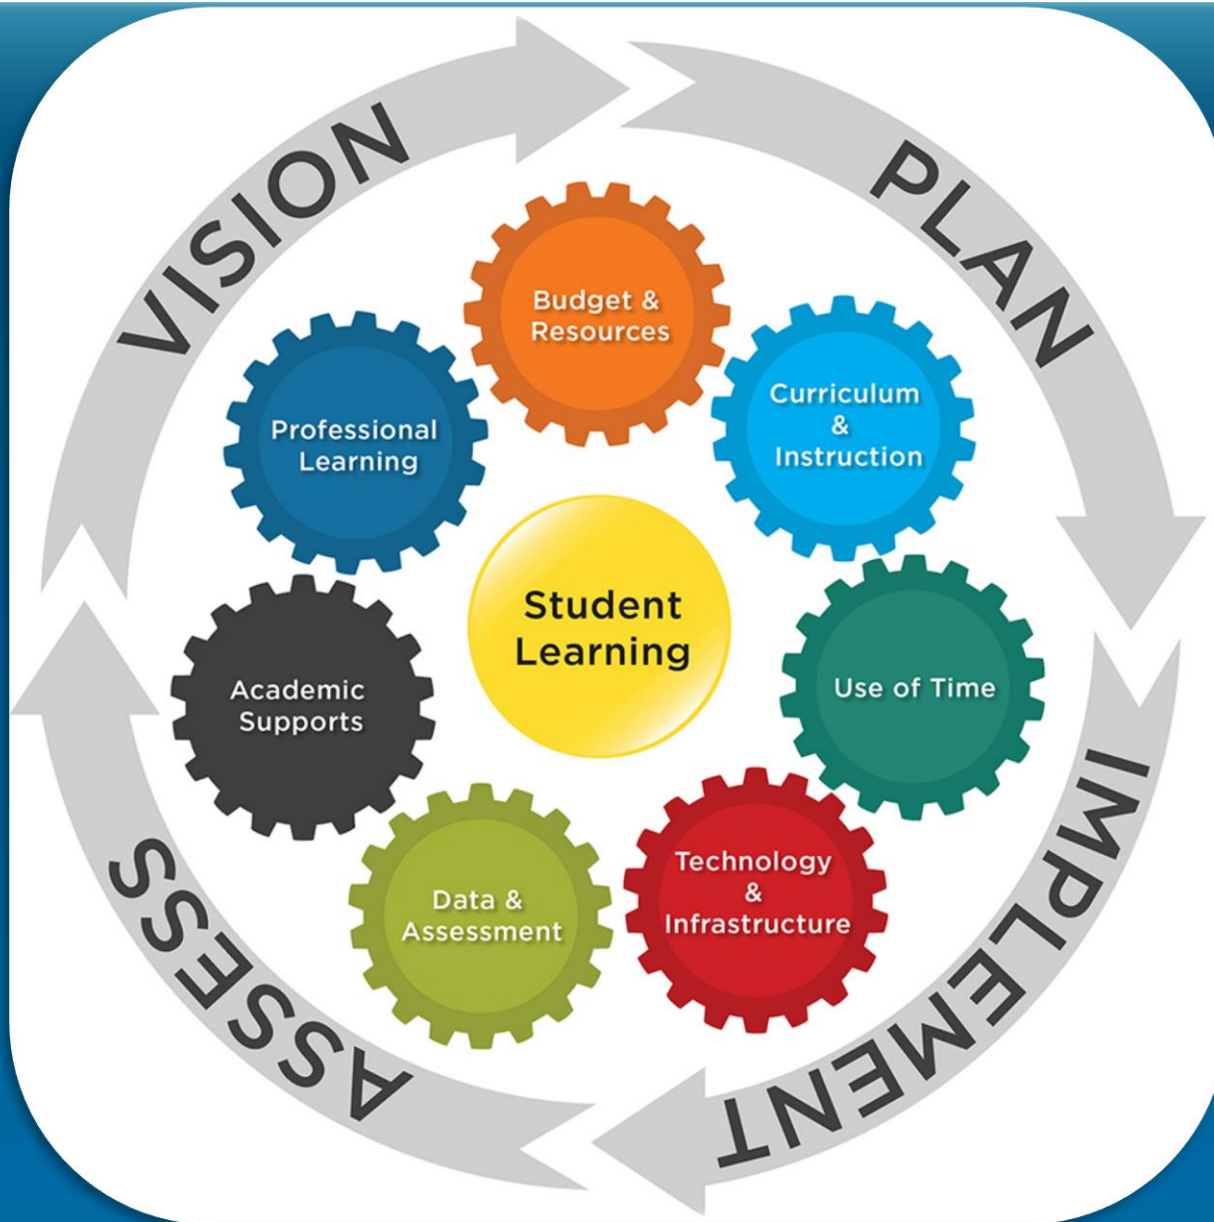 VISION
PLAN
IMPLEMENT
ASSESS
Budget &
Resources
Curriculum
&
Instruction
Use of Time
Technology
&
Infrastructure
Data &
Assessment
Academic
Supports
Professional
Learning
Student
Learning